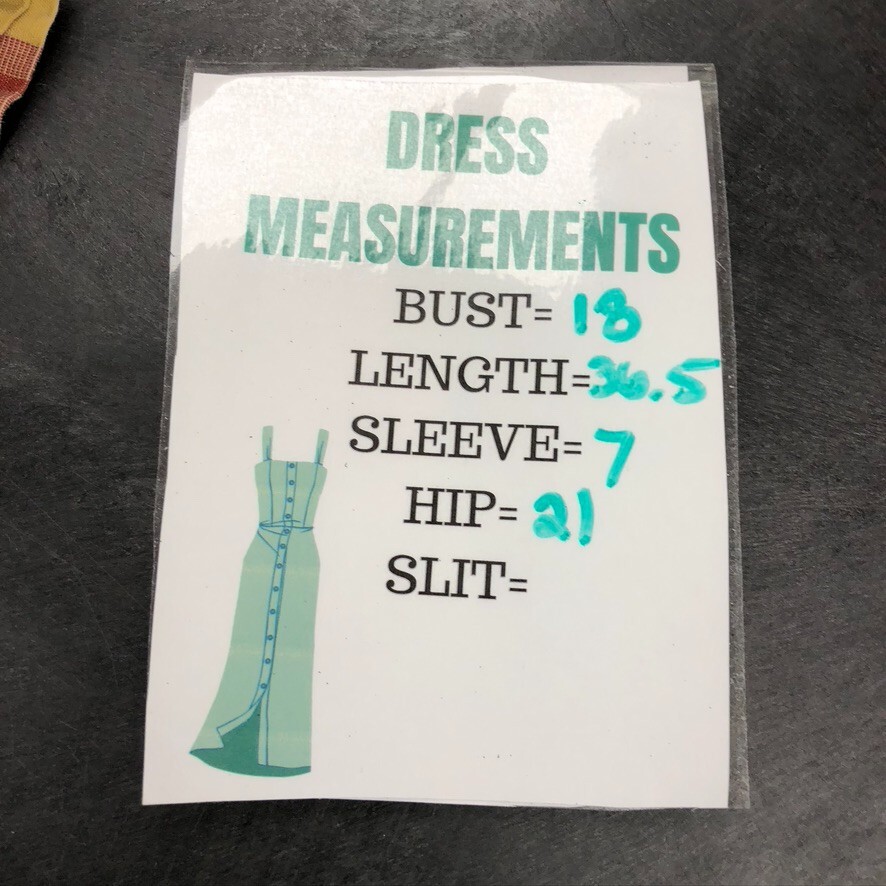 DRESS
MEASUREMENTS
BUST= 18
LENGTH=36.5
SLEEVE= 7
HIP= 21
SLIT=